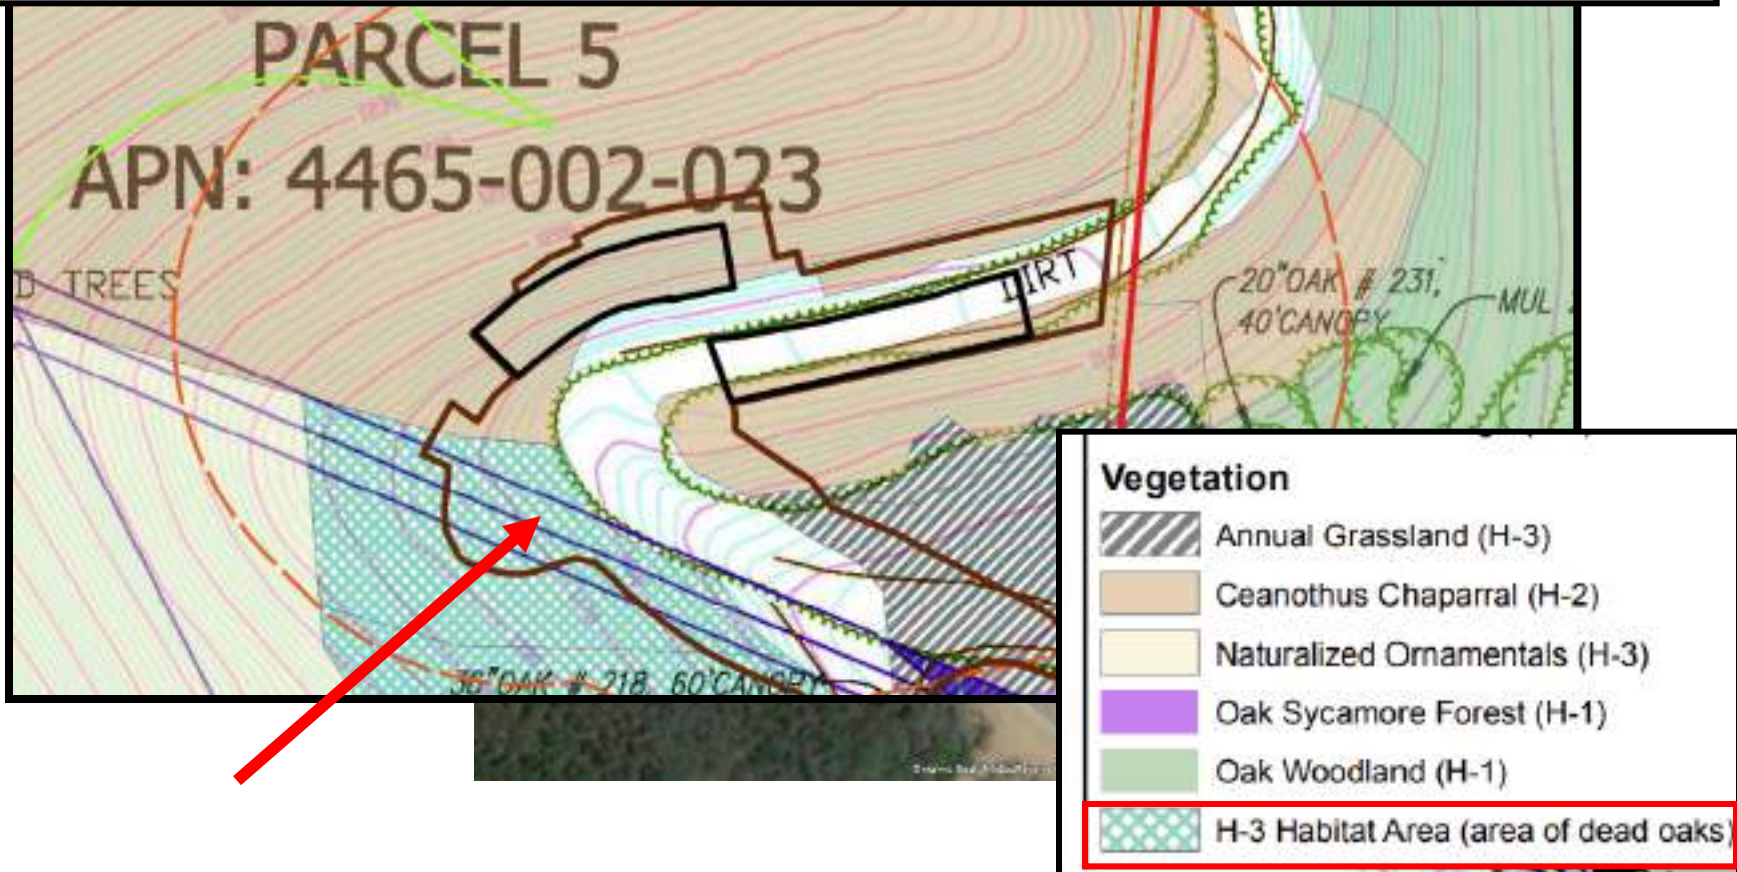 PARCEL 5
APN: 4465-002-023
D TREES
DIRT
20"OAK # 231,
40'CANOPY
MUL
30"OAK # 218, 60'CANOPY
Vegetation
Annual Grassland (H-3)
Ceanothus Chaparral (H-2)
Naturalized Ornamentals (H-3)
Oak Sycamore Forest (H-1)
Oak Woodland (H-1)
H-3 Habitat Area (area of dead oaks)